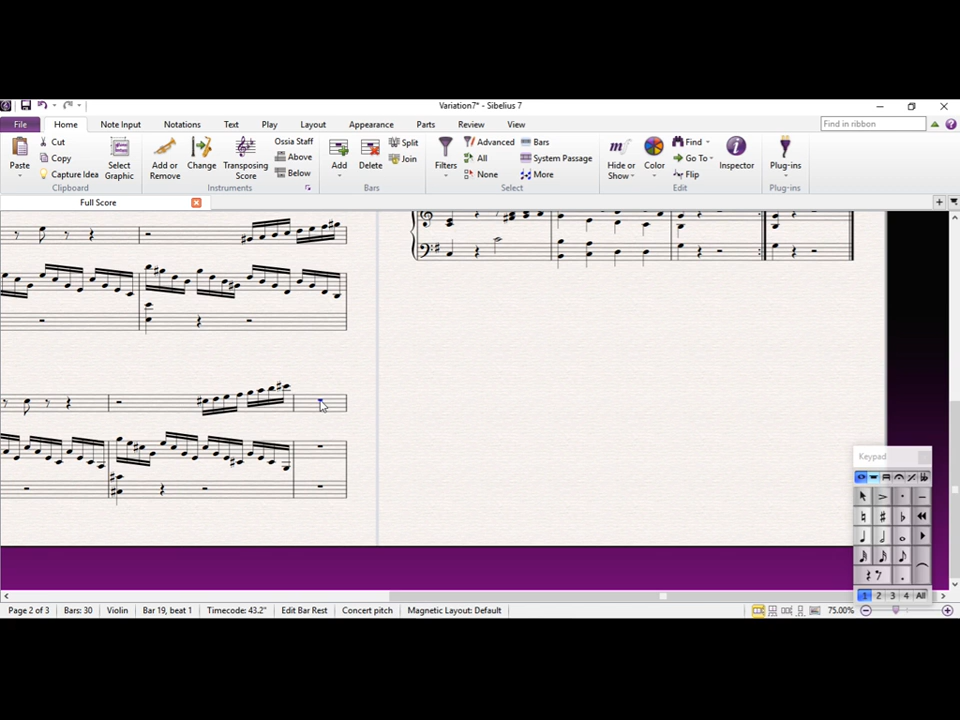 Variation7* - Sibelius 7
File Home Note Input Notations Text Play Layout Appearance Parts Review View Find in ribbon
Paste Cut Copy Capture Idea Select Graphic Clipboard
Add or Remove Change Transposing Score Ossia Staff Above Below Instruments
Add Delete Split Join Bars
Filters Advanced All None Bars System Passage More Select
Hide or Show Color Find Go To Flip Inspector Edit
Plug-ins Plug-ins
Full Score
Keypad
1 2 3 4 All
Page 2 of 3 Bars: 30 Violin Bar 19, beat 1 Timecode: 43.2" Edit Bar Rest Concert pitch Magnetic Layout: Default 75.00%